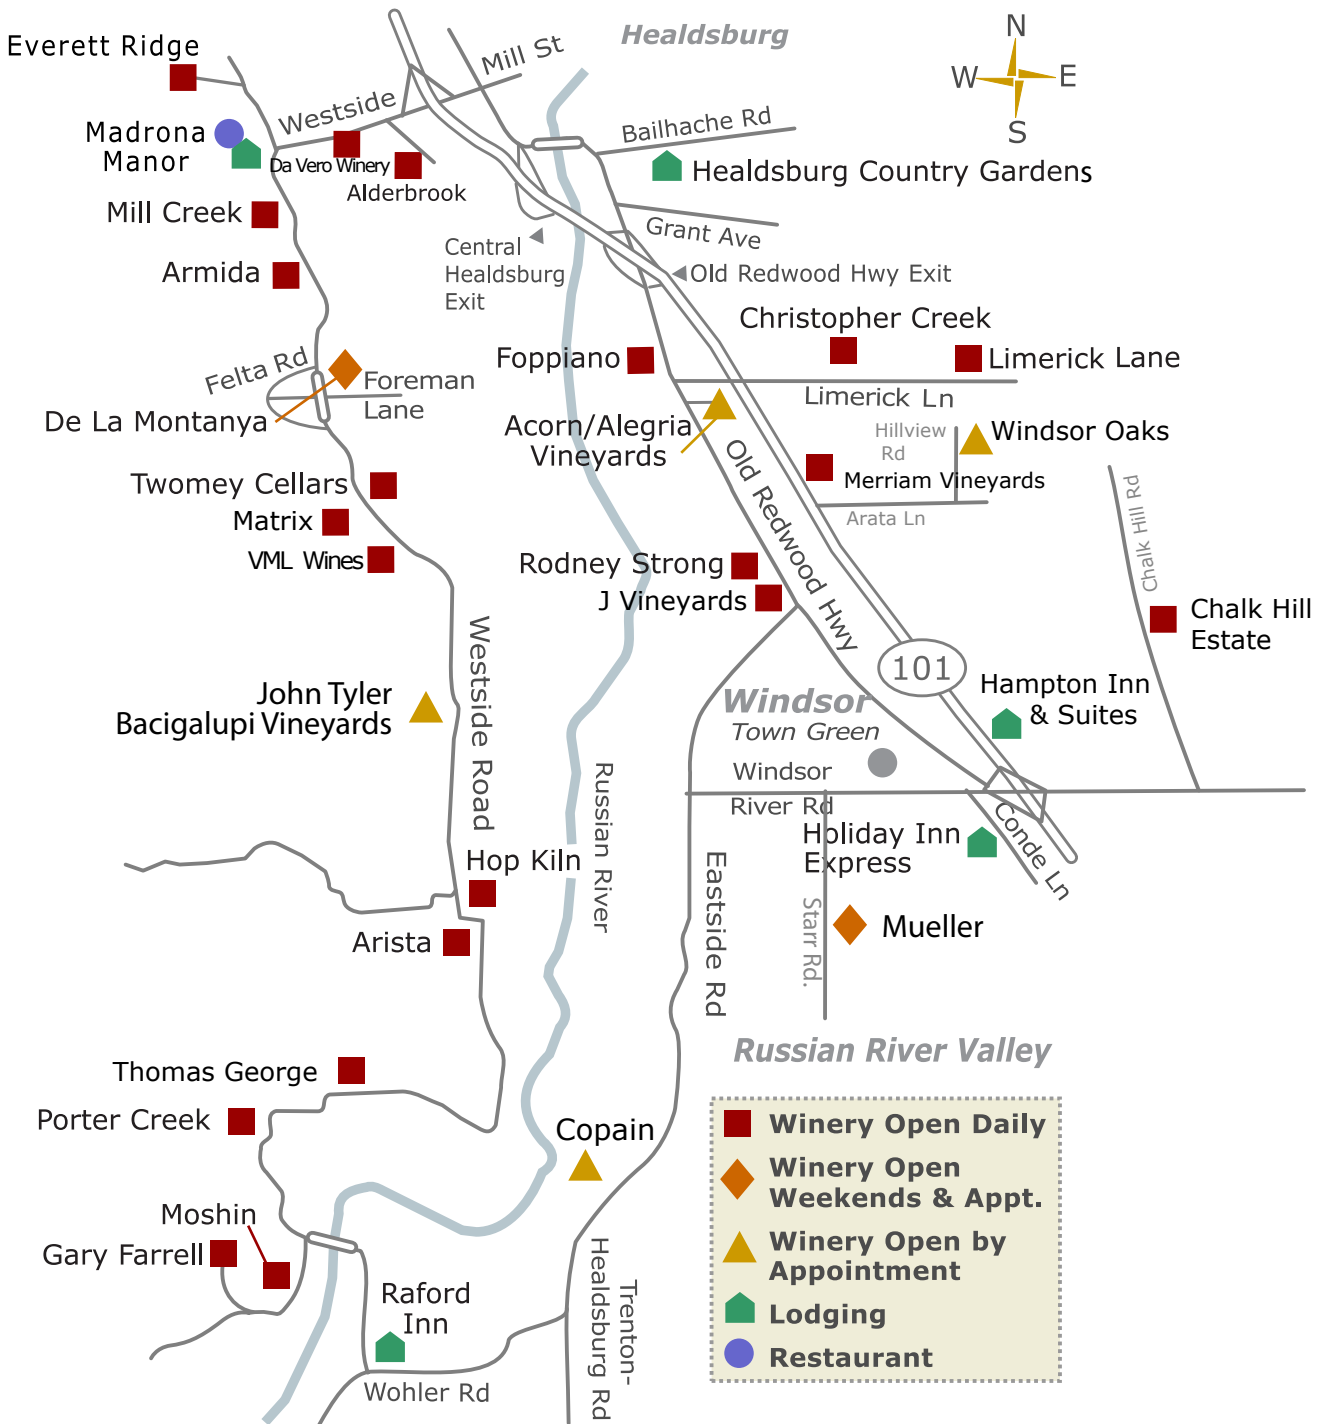 Healdsburg
N
W
E
S
Everett Ridge
Mill St
Westside
Bailhache Rd
Madrona
Manor
Da Vero Winery
Alderbrook
Healdsburg Country Gardens
Mill Creek
Grant Ave
Central
Healdsburg
Exit
Armida
Old Redwood Hwy Exit
Christopher Creek
Foppiano
Limerick Lane
Felta Rd
Foreman
Lane
Limerick Ln
De La Montanya
Acorn/Alegria
Vineyards
Hillview
Rd
Windsor Oaks
Old Redwood Hwy
Twomey Cellars
Merriam Vineyards
Chalk Hill Rd
Matrix
Arata Ln
VML Wines
Rodney Strong
J Vineyards
Chalk Hill
Estate
Westside Road
101
John Tyler
Bacigalupi Vineyards
Hampton Inn
& Suites
Windsor
Town Green
Windsor
River Rd
Russian River
Holiday Inn
Express
Conde Ln
Hop Kiln
Eastside Rd
Starr Rd.
Mueller
Arista
Russian River Valley
Thomas George
Porter Creek
Copain
Moshin
Gary Farrell
Raford
Inn
Trenton-
Healdsburg Rd
Wohler Rd
Winery Open Daily
Winery Open
Weekends & Appt.
Winery Open by
Appointment
Lodging
Restaurant